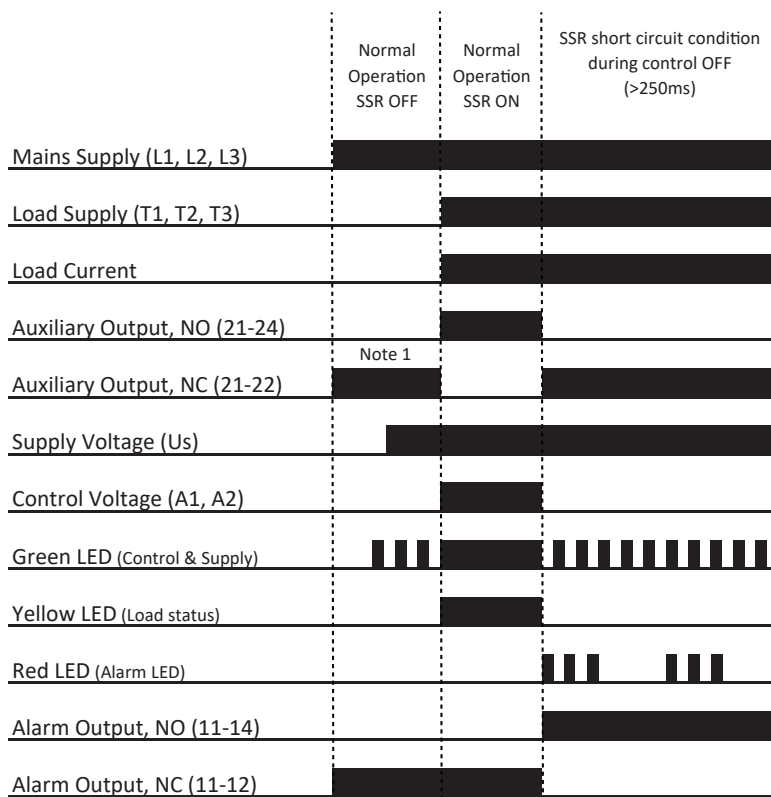 Normal
Operation
SSR OFF
Normal
Operation
SSR ON
SSR short circuit condition
during control OFF
(>250ms)
Mains Supply (L1, L2, L3)
Load Supply (T1, T2, T3)
Load Current
Auxiliary Output, NO (21-24)
Note 1
Auxiliary Output, NC (21-22)
Supply Voltage (Us)
Control Voltage (A1, A2)
Green LED (Control & Supply)
Yellow LED (Load status)
Red LED (Alarm LED)
Alarm Output, NO (11-14)
Alarm Output, NC (11-12)